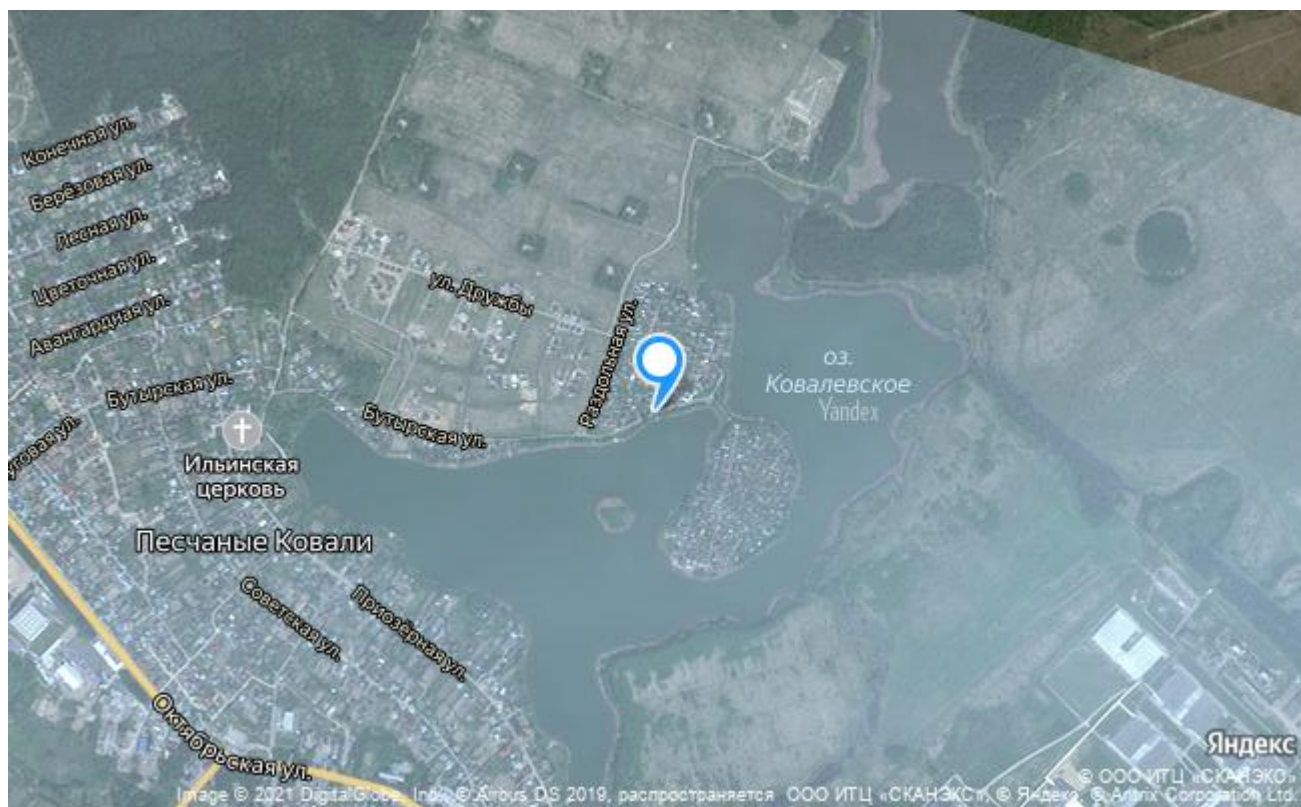 Конечная ул.
Берёзовая ул.
Лесная ул.
Цветочная ул.
Авангардная ул.
Бутырская ул.
ул. Дружбы
Раздольная ул.
Бутырская ул.
оз.
Ковалевское
Yandex
Ильинская
церковь
Песчаные Ковали
Советская ул.
Приозёрная ул.
Октябрьская ул.
Яндекс
© ООО ИТЦ «СКАНЭКС»
Image © 2021 DigitalGlobe, Inc., © Airbus DS 2019, распространяется ООО ИТЦ «СКАНЭКС», © Яндекс, © Antrix Corporation Ltd.